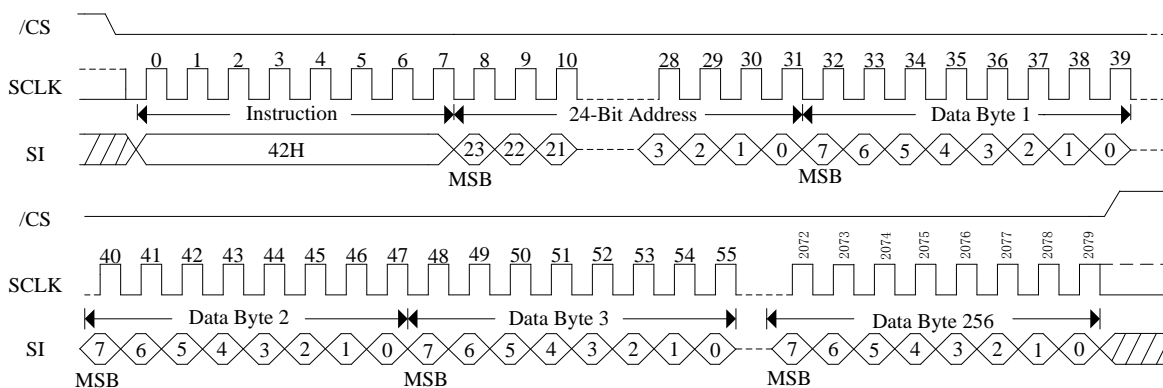 /CS
0 1 2 3 4 5 6 7 8 9 10 28 29 30 31 32 33 34 35 36 37 38 39
SCLK
Instruction 24-Bit Address Data Byte 1
SI 42H 23 22 21 3 2 1 0 7 6 5 4 3 2 1 0
MSB MSB
/CS
40 41 42 43 44 45 46 47 48 49 50 51 52 53 54 55 2072 2073 2074 2075 2076 2077 2078 2079
SCLK
Data Byte 2 Data Byte 3 Data Byte 256
SI 7 6 5 4 3 2 1 0 7 6 5 4 3 2 1 0 7 6 5 4 3 2 1 0
MSB MSB MSB